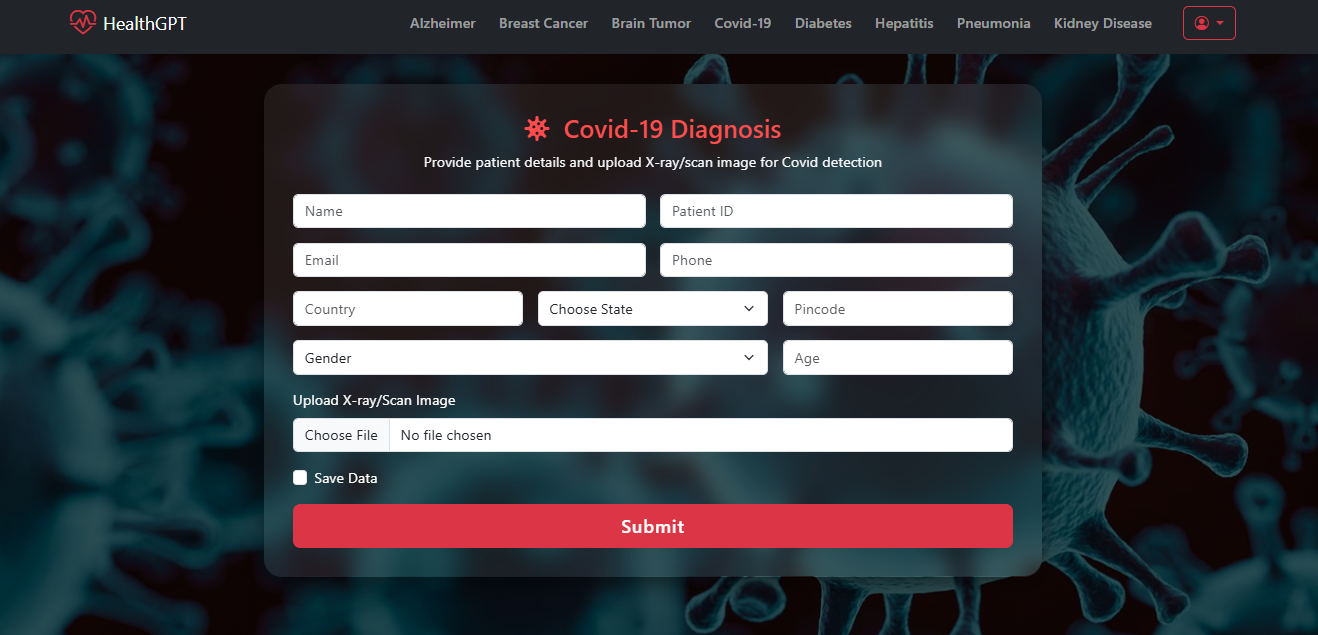 HealthGPT Alzheimer Breast Cancer Brain Tumor Covid-19 Diabetes Hepatitis Pneumonia Kidney Disease
Covid-19 Diagnosis
Provide patient details and upload X-ray/scan image for Covid detection
Name Patient ID
Email Phone
Country Choose State Pincode
Gender Age
Upload X-ray/Scan Image
Choose File No file chosen
Save Data
Submit